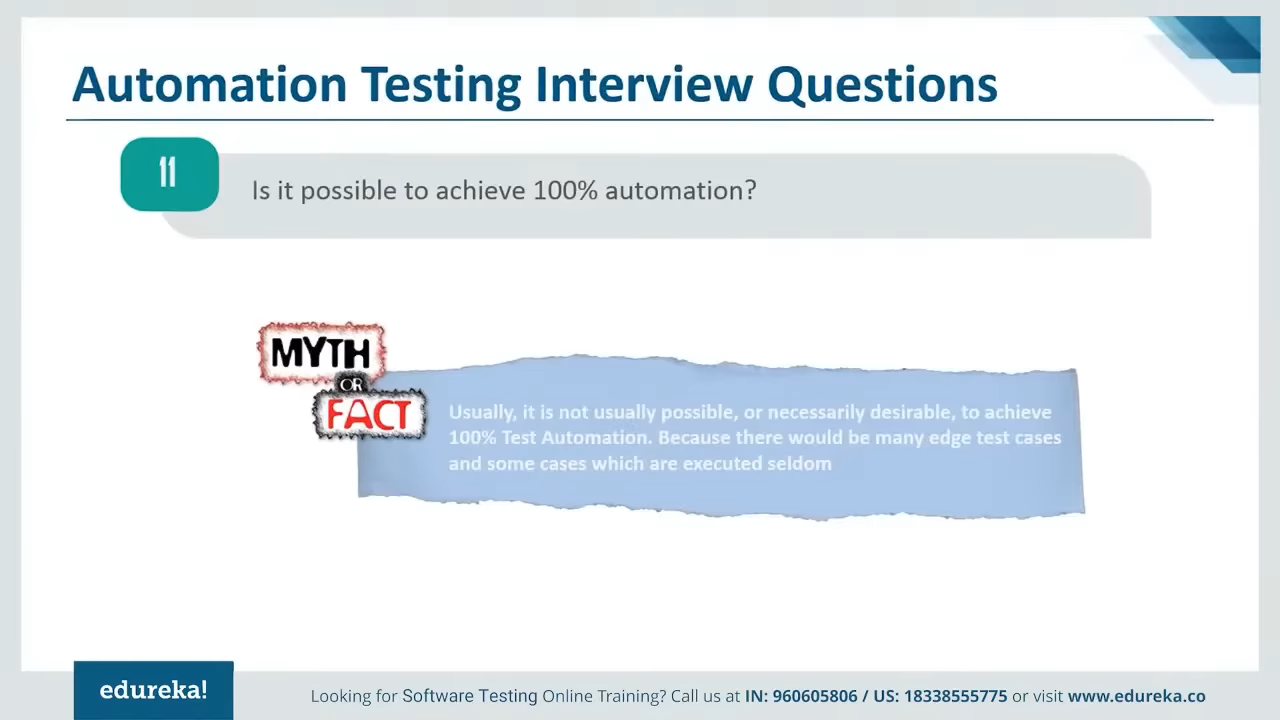 Automation Testing Interview Questions
11
Is it possible to achieve 100% automation?
MYTH
OR
FACT
Usually, it is not usually possible, or necessarily desirable, to achieve
100% Test Automation. Because there would be many edge test cases
and some cases which are executed seldom
edureka!
Looking for Software Testing Online Training? Call us at IN: 960605806 / US: 18338555775 or visit www.edureka.co